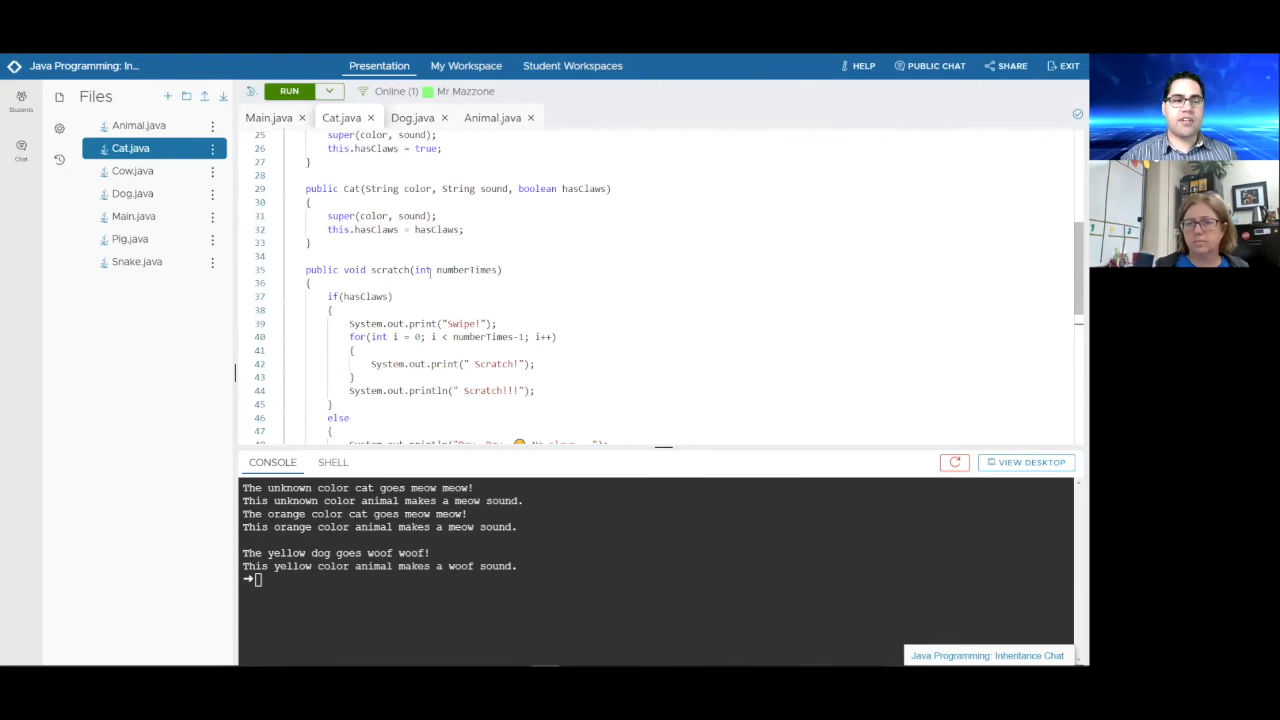 Java Programming: In...
Presentation
My Workspace
Student Workspaces
HELP
PUBLIC CHAT
SHARE
EXIT
Students
Chat
Files
Animal.java
Cat.java
Cow.java
Dog.java
Main.java
Pig.java
Snake.java
RUN
Online (1)
Mr Mazzone
Main.java
Cat.java
Dog.java
Animal.java
25 super(color, sound);
26 this.hasClaws = true;
27 }
28
29 public Cat(String color, String sound, boolean hasClaws)
30 {
31 super(color, sound);
32 this.hasClaws = hasClaws;
33 }
34
35 public void scratch(int numberTimes)
36 {
37 if(hasClaws)
38 {
39 System.out.print("Swipe!");
40 for(int i = 0; i < numberTimes-1; i++)
41 {
42 System.out.print(" Scratch!");
43 }
44 System.out.println(" Scratch!!!");
45 }
46 else
47 {
CONSOLE
SHELL
VIEW DESKTOP
The unknown color cat goes meow meow!
This unknown color animal makes a meow sound.
The orange color cat goes meow meow!
This orange color animal makes a meow sound.
The yellow dog goes woof woof!
This yellow color animal makes a woof sound.
Java Programming: Inheritance Chat